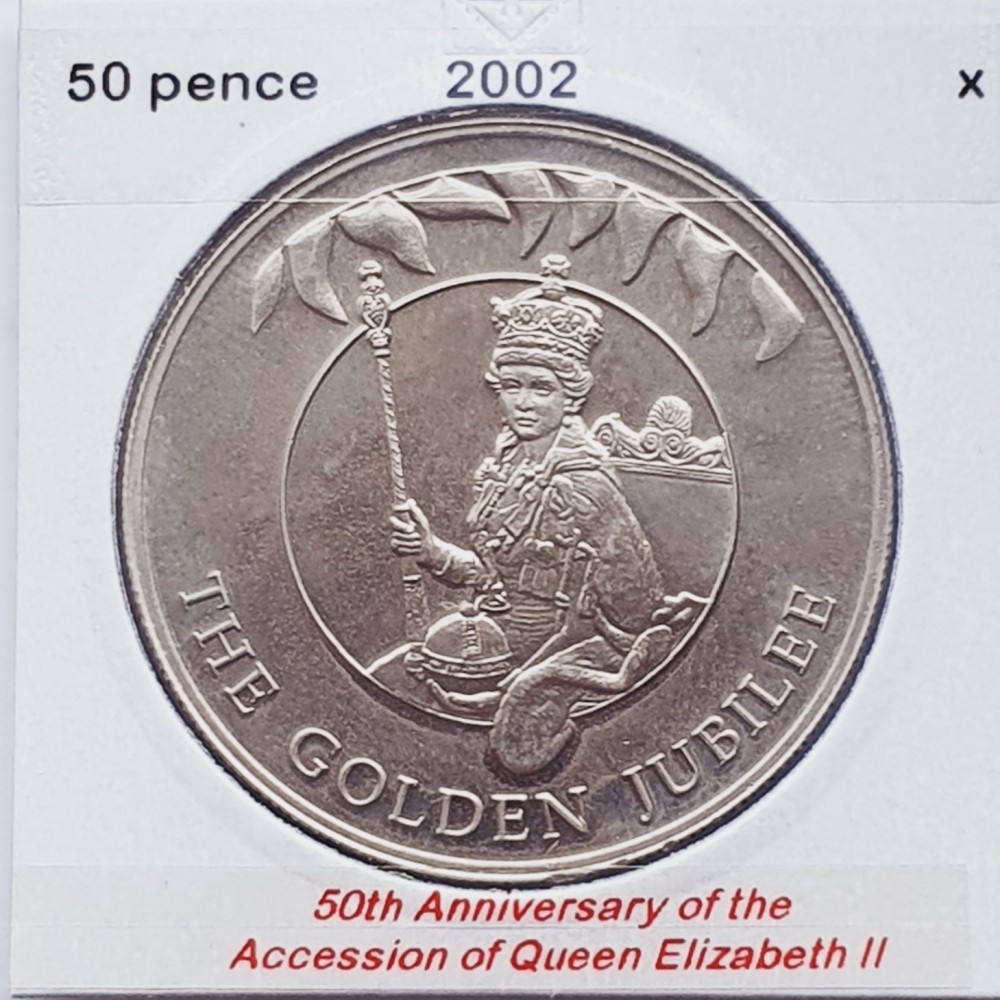 50 pence 2002 x
THE GOLDEN JUBILEE
50th Anniversary of the
Accession of Queen Elizabeth II